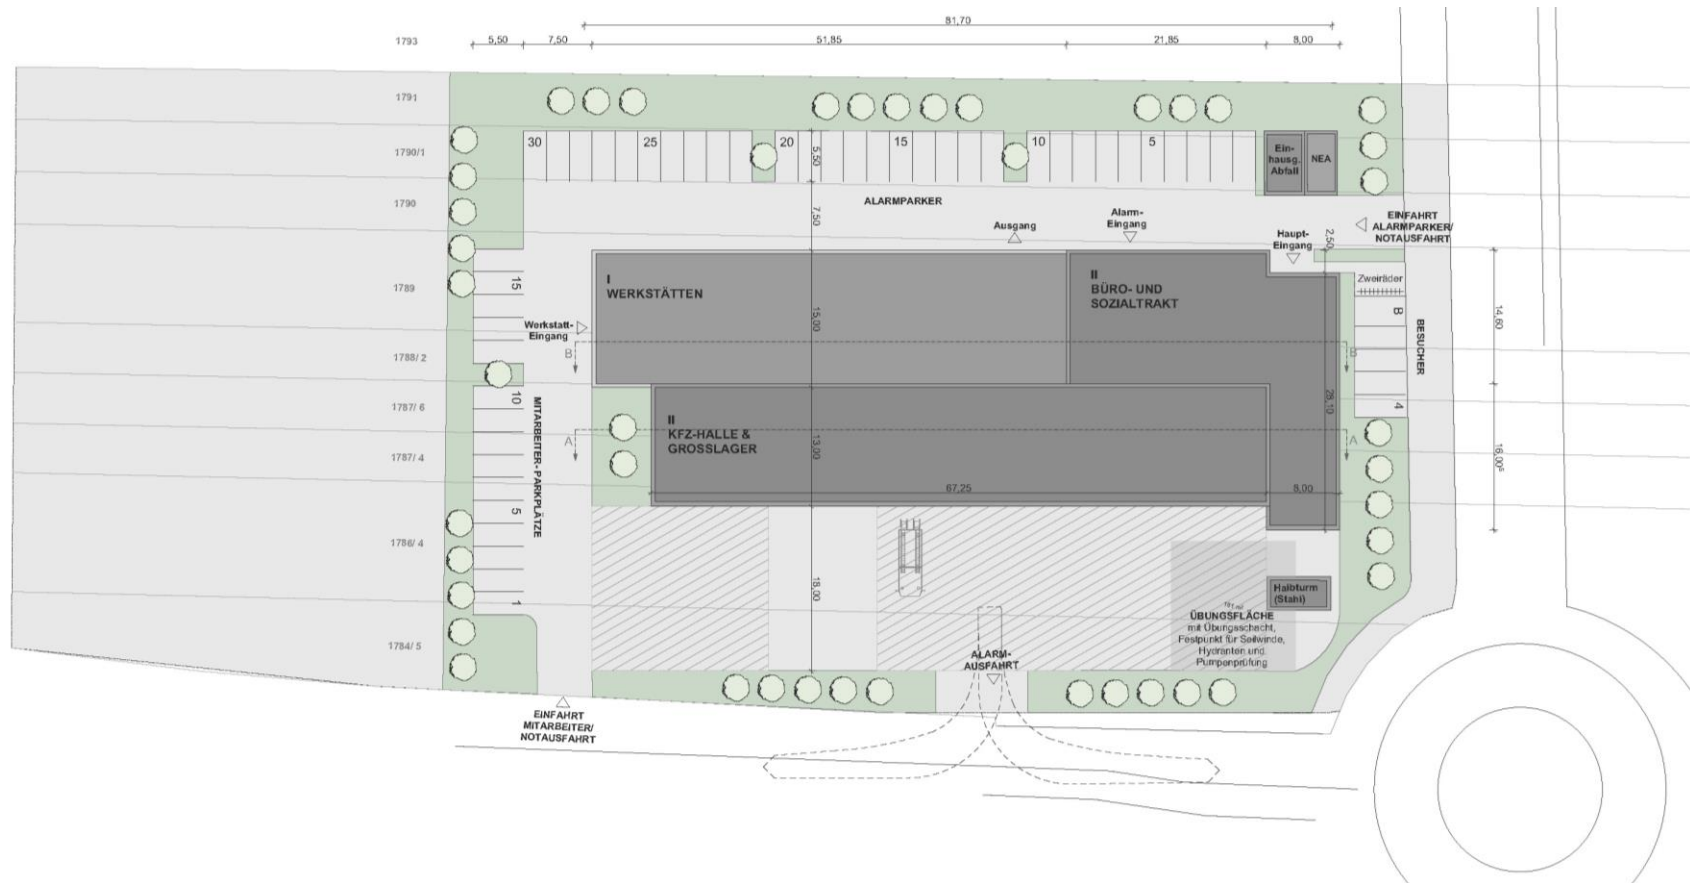 81,70
1793
5,50
7,50
51,85
21,85
8,00
1791
1790/1
1790
1789
1788/ 2
1787/ 6
1787/ 4
1786/ 4
1784/ 5
30
25
20
15
10
5
5,50
Ein-
hausg.
Abfall
NEA
ALARMPARKER
7,50
Ausgang
Alarm-
Eingang
Haupt-
Eingang
2,50
EINFAHRT
ALARMPARKER/
NOTAUSFAHRT
I
WERKSTÄTTEN
II
BÜRO- UND
SOZIALTRAKT
Zweiräder
B
BESUCHER
4
14,60
15
Werkstatt-
Eingang
15,00
B
B
28,10
10
MITARBEITER-PARKPLÄTZE
5
1
II
KFZ-HALLE &
GROSSLAGER
A
A
13,00
16,00⁵
67,25
8,00
18,00
Halbturm
(Stahl)
ÜBUNGSFLÄCHE
mit Übungsschacht,
Festpunkt für Seilwinde,
Hydranten und
Pumpenprüfung
ALARM-
AUSFAHRT
EINFAHRT
MITARBEITER/
NOTAUSFAHRT